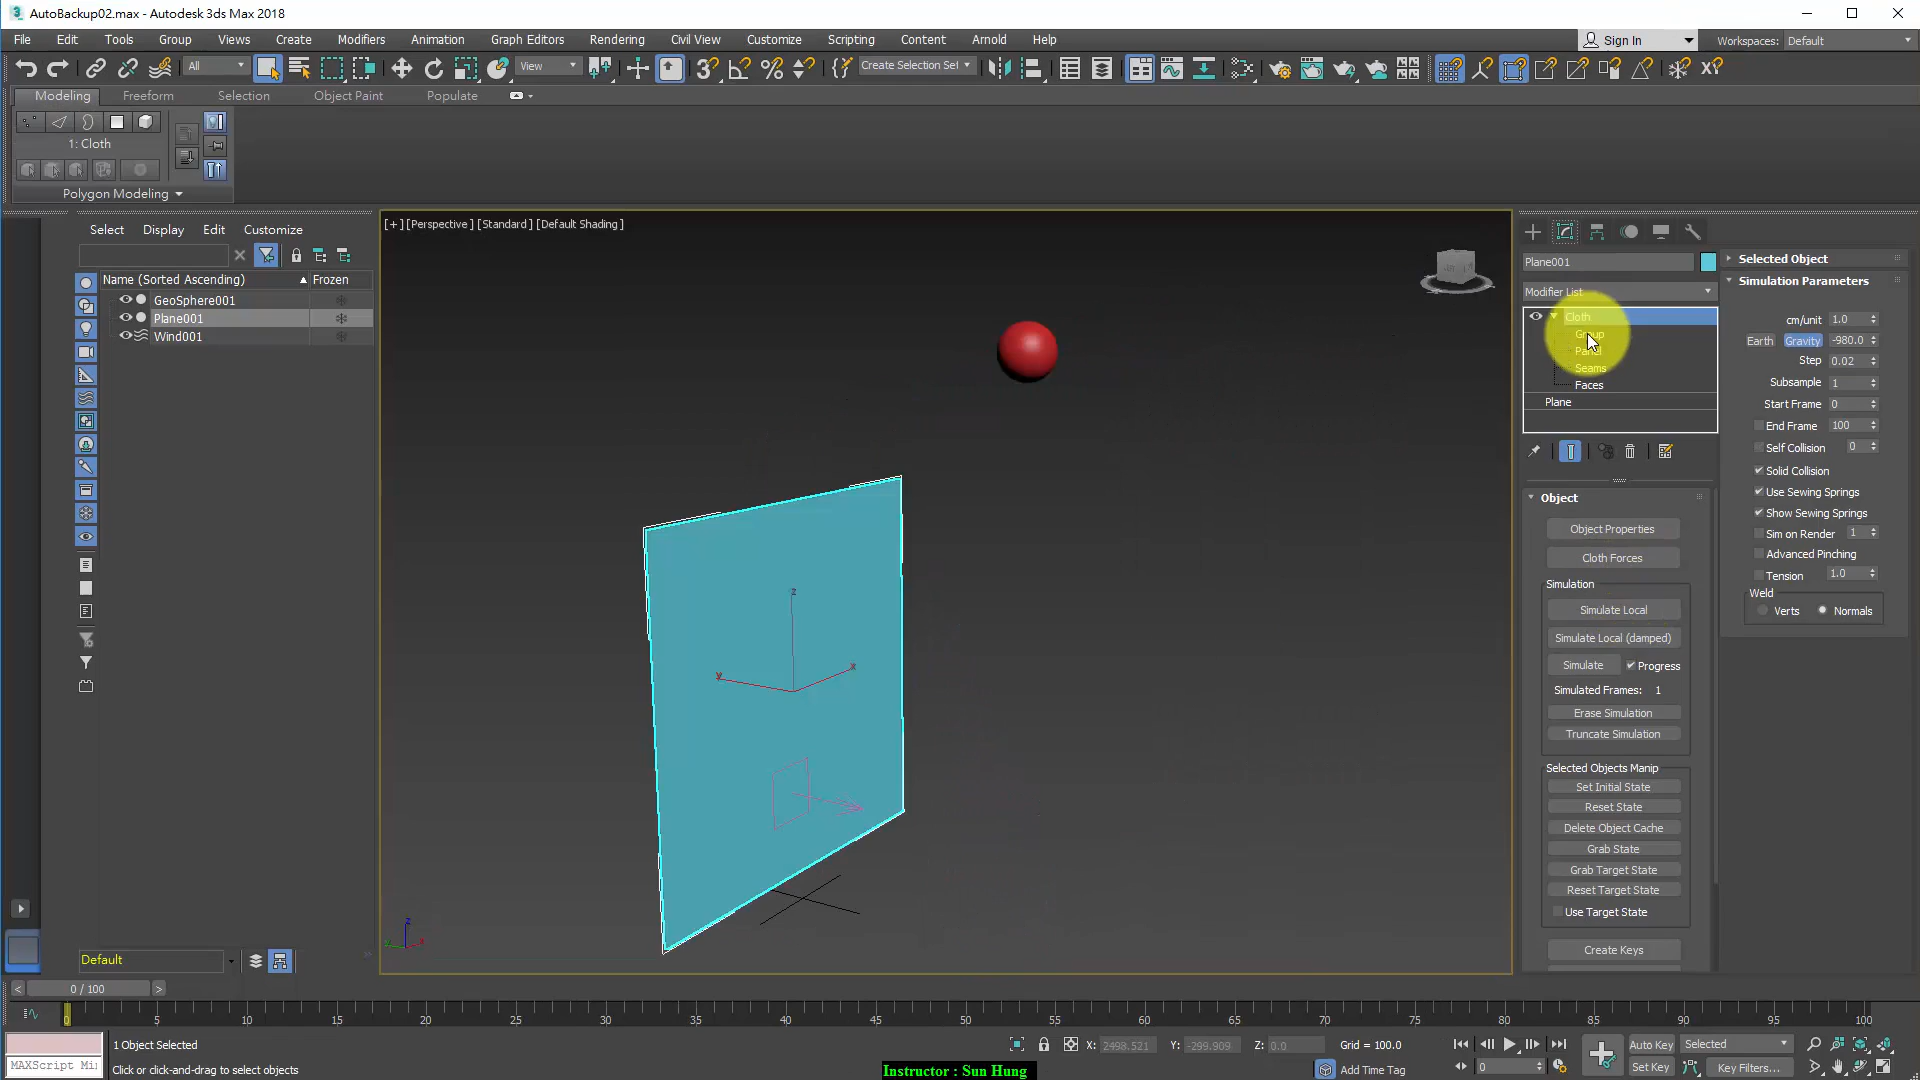 AutoBackup02.max - Autodesk 3ds Max 2018
File Edit Tools Group Views Create Modifiers Animation Graph Editors Rendering Civil View Customize Scripting Content Arnold Help
Sign In Workspaces: Default
All View Create Selection Set
Modeling Freeform Selection Object Paint Populate
1: Cloth
Polygon Modeling
Select Display Edit Customize
Name (Sorted Ascending) Frozen
GeoSphere001
Plane001
Wind001
Default
[+] [Perspective ] [Standard ] [Default Shading ]
z
x
y
z
Plane001
Modifier List
Cloth
Group
Panel
Seams
Faces
Plane
Object
Object Properties
Cloth Forces
Simulation
Simulate Local
Simulate Local (damped)
Simulate Progress
Simulated Frames: 1
Erase Simulation
Truncate Simulation
Selected Objects Manip
Set Initial State
Reset State
Delete Object Cache
Grab State
Grab Target State
Reset Target State
Use Target State
Create Keys
Selected Object
Simulation Parameters
cm/unit 1.0
Earth Gravity -980.0
Step 0.02
Subsample 1
Start Frame 0
End Frame 100
Self Collision 0
Solid Collision
Use Sewing Springs
Show Sewing Springs
Sim on Render 1
Advanced Pinching
Tension 1.0
Weld
Verts Normals
< 0 / 100 >
0 5 10 15 20 25 30 35 40 45 50 55 60 65 70 75 80 85 90 95 100
1 Object Selected X: 2498.521 Y: -299.909 Z: 0.0 Grid = 100.0 Auto Key Selected
MAXScript Mi Click or click-and-drag to select objects Add Time Tag 0 Set Key Key Filters...
Instructor : Sun Hung